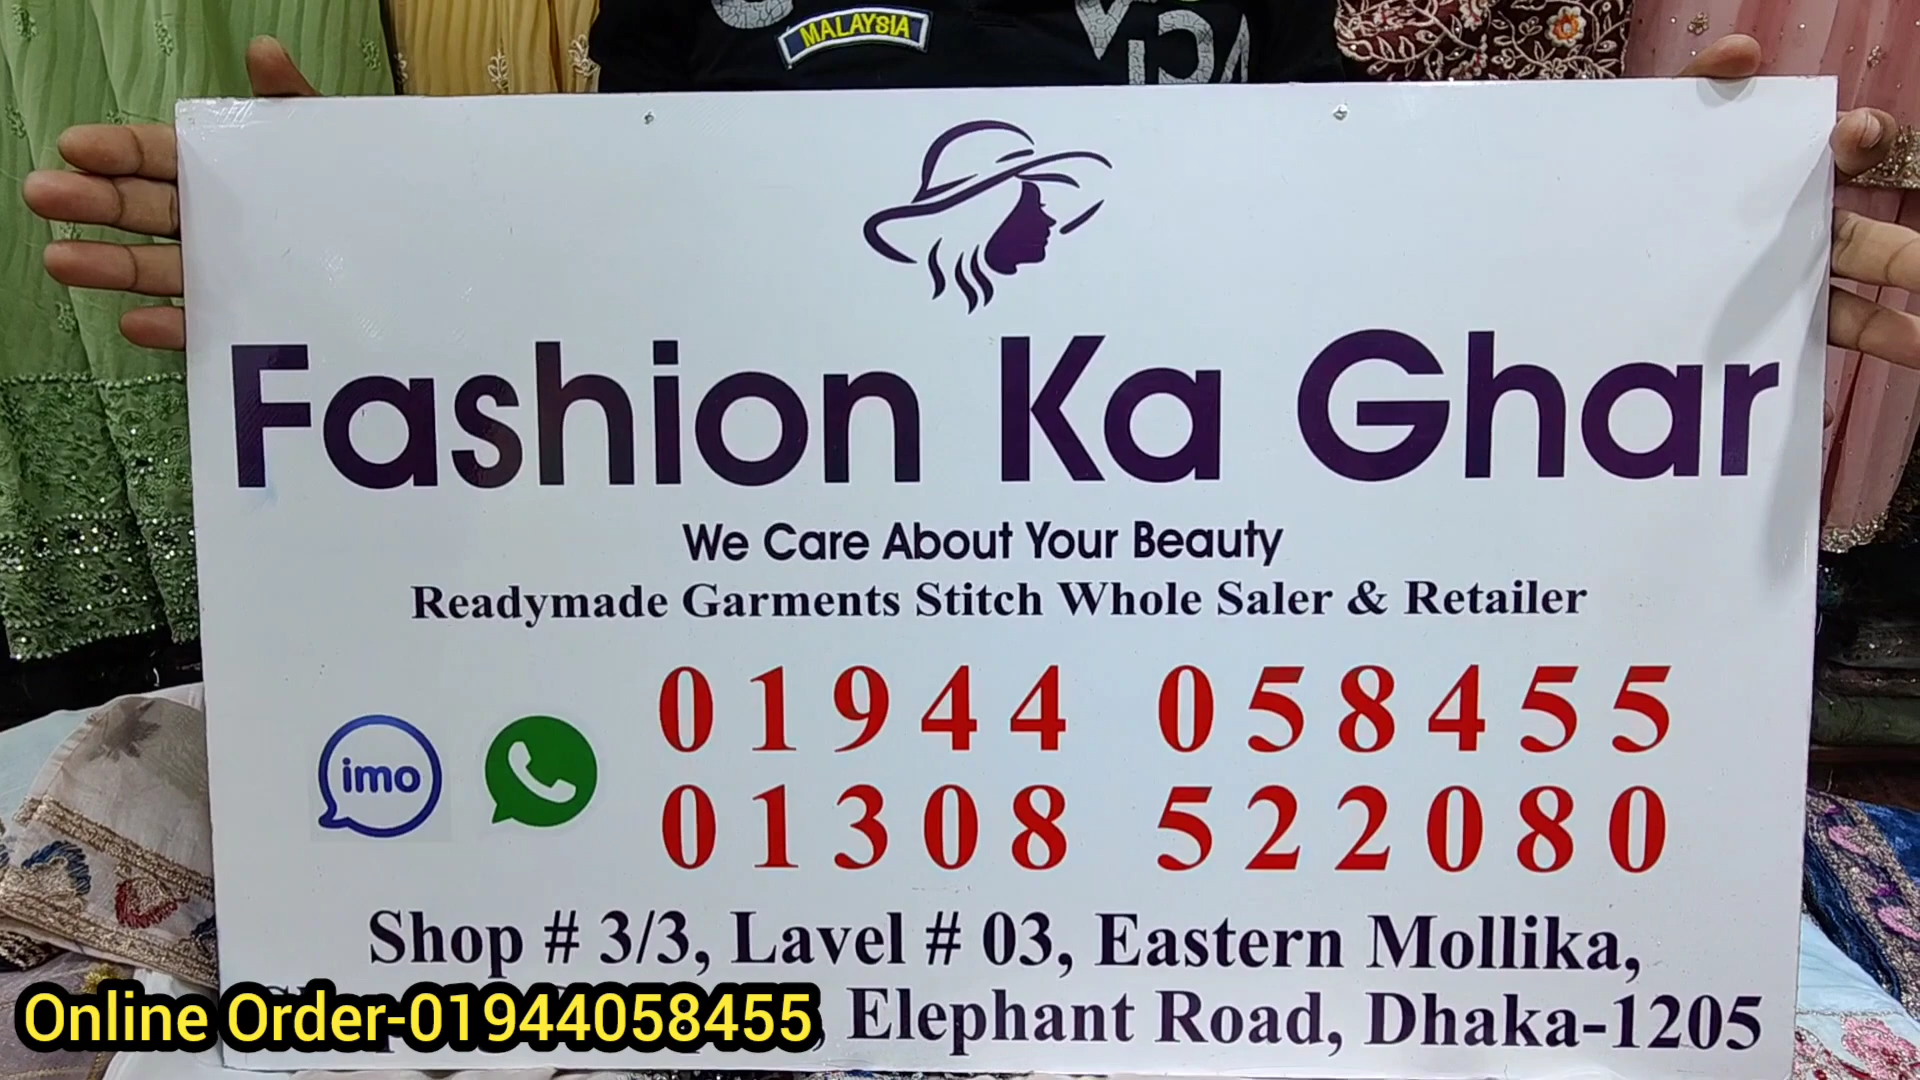 MALAYSIA
Fashion Ka Ghar
We Care About Your Beauty
Readymade Garments Stitch Whole Saler & Retailer
01944 058455
imo
01308 522080
Shop # 3/3, Lavel # 03, Eastern Mollika,
Elephant Road, Dhaka-1205
Online Order-01944058455